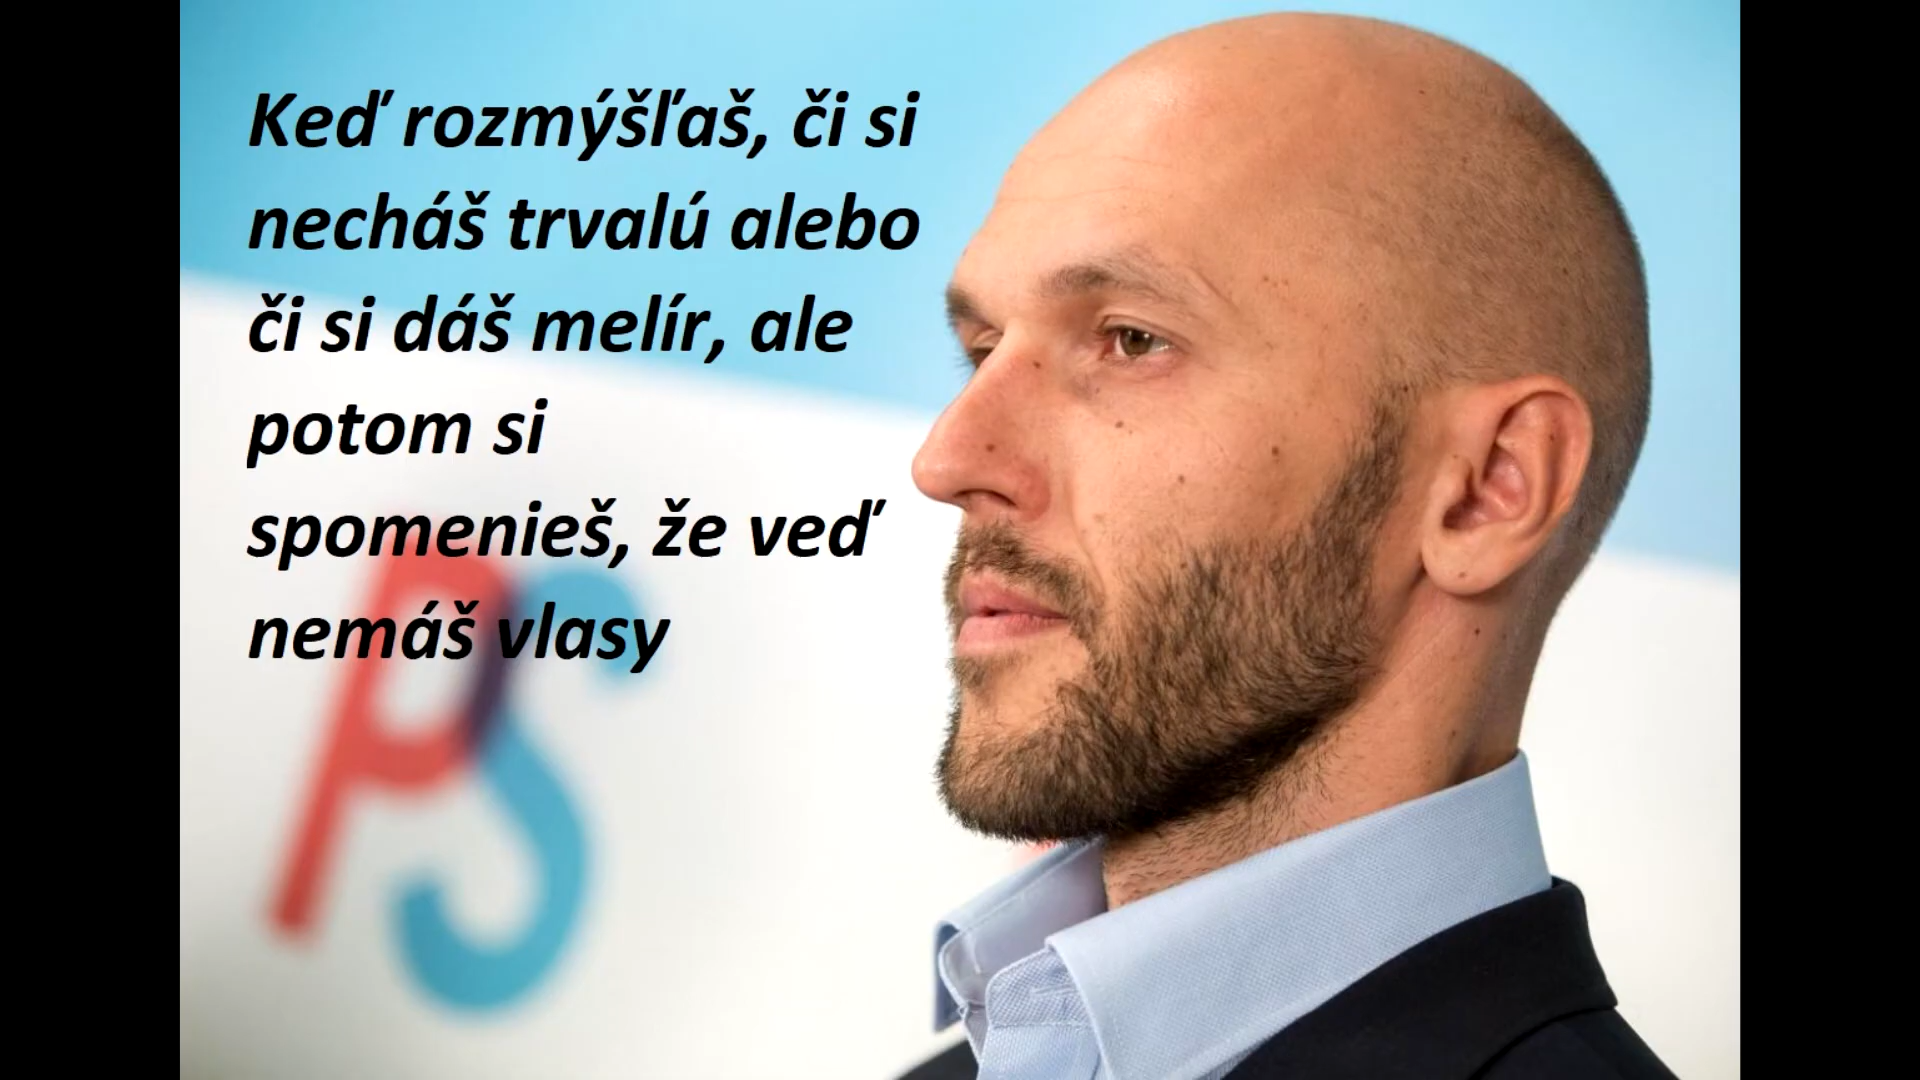 Keď rozmýšľaš, či si
necháš trvalú alebo
či si dáš melír, ale
potom si
spomenieš, že veď
nemáš vlasy
PS